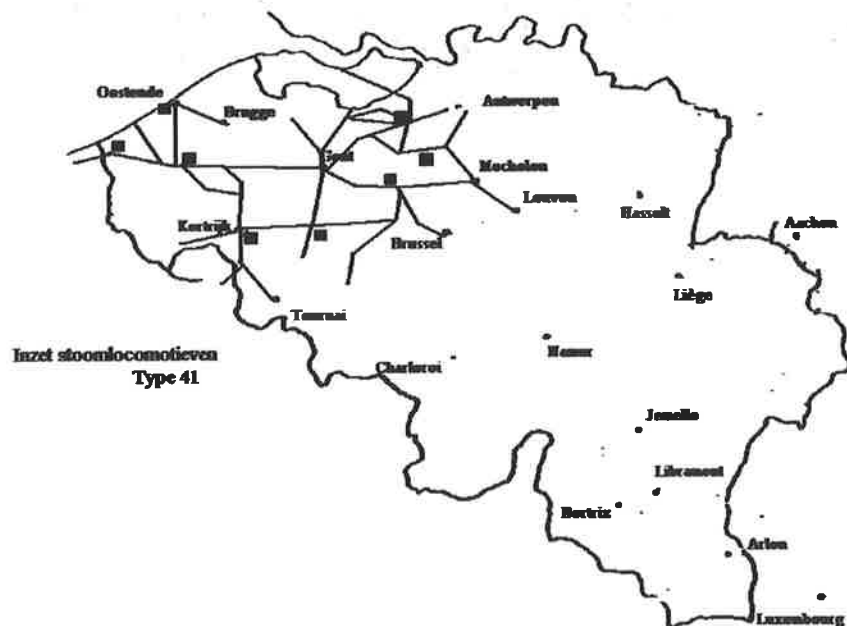 Oostende
Brugge
Antwerpen
Gent
Mechelen
Leuven
Hasselt
Aachen
Kortrijk
Brussel
Liège
Tournai
Inzet stoomlocomotieven
Type 41
Charleroi
Namur
Jemelle
Libramont
Bertrix
Arlon
Luxembourg